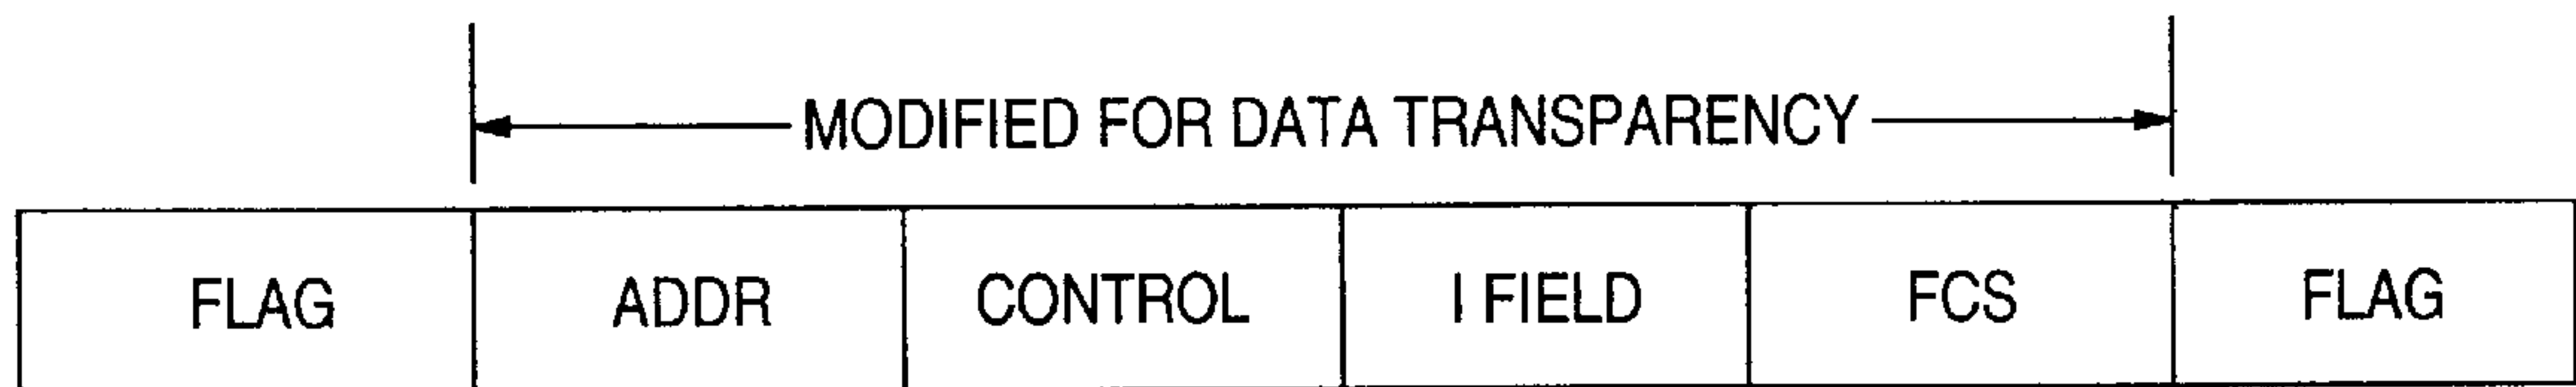 MODIFIED FOR DATA TRANSPARENCY
FLAG ADDR CONTROL I FIELD FCS FLAG